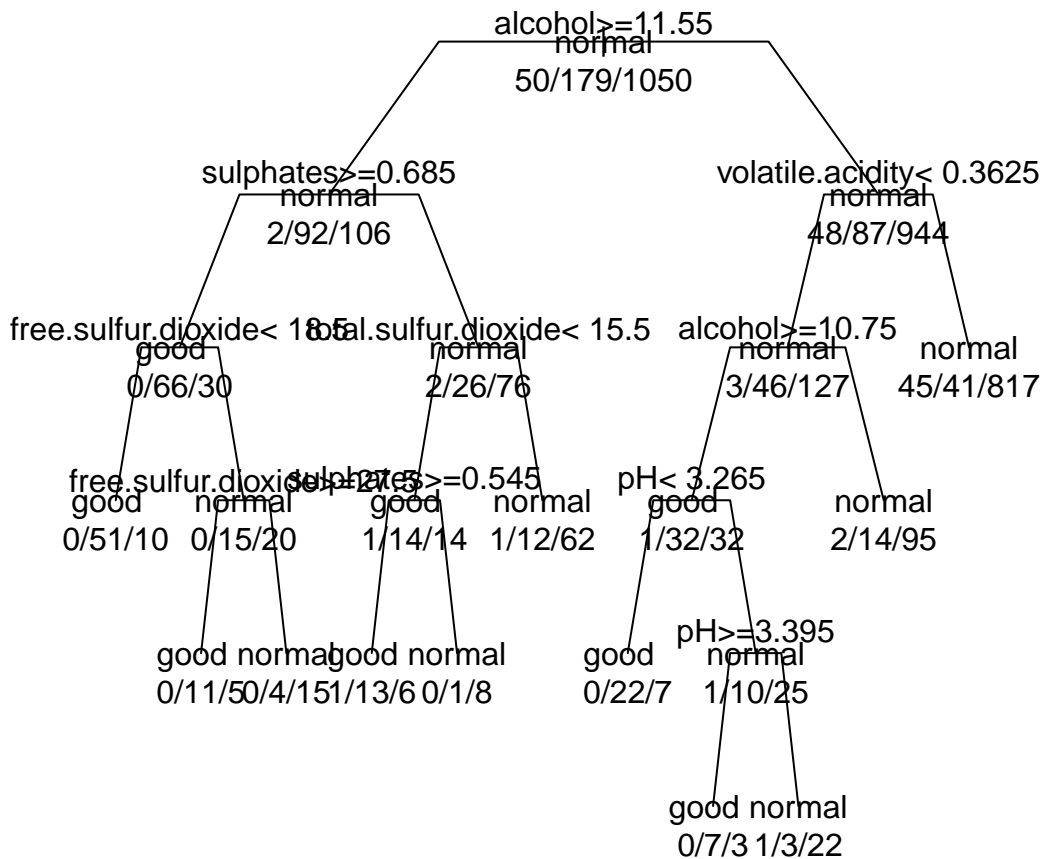 alcohol>=11.55
normal
50/179/1050
sulphates>=0.685
normal
2/92/106
volatile.acidity< 0.3625
normal
48/87/944
free.sulfur.dioxide< 18.5
good
0/66/30
total.sulfur.dioxide< 15.5
normal
2/26/76
alcohol>=10.75
normal
3/46/127
normal
45/41/817
good
0/51/10
free.sulfur.dioxide>=27.5
normal
0/15/20
sulphates>=0.545
good
1/14/14
normal
1/12/62
pH< 3.265
good
1/32/32
normal
2/14/95
good
0/11/5
normal
0/4/15
good
1/13/6
normal
0/1/8
good
0/22/7
pH>=3.395
normal
1/10/25
good
0/7/3
normal
1/3/22